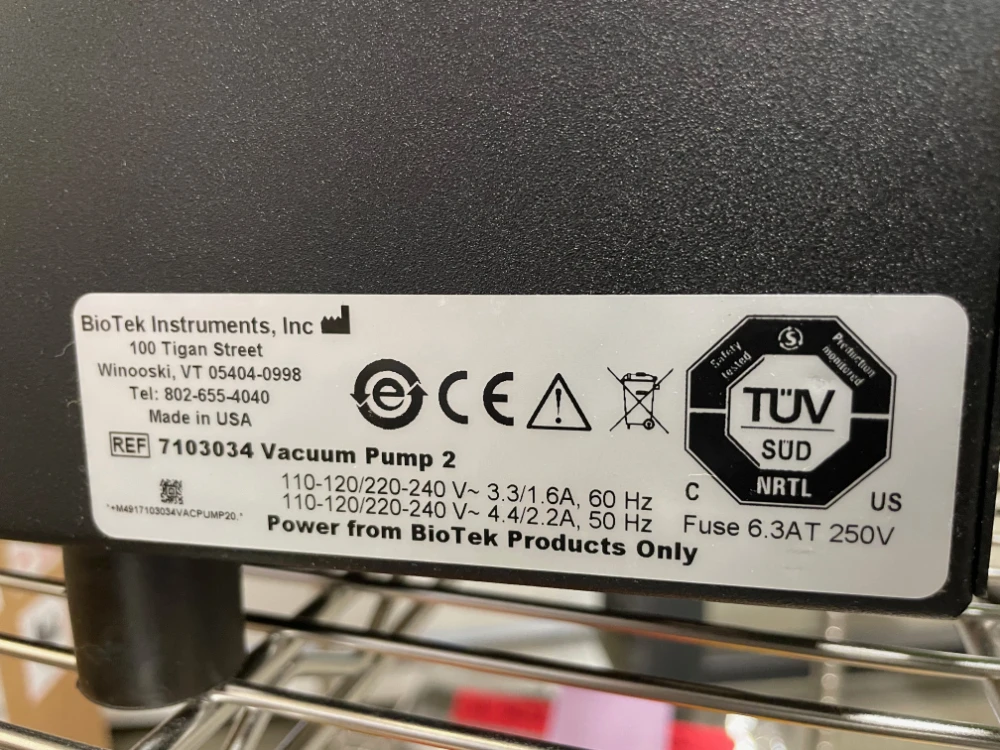 BioTek Instruments, Inc
100 Tigan Street
Winooski, VT 05404-0998
Tel: 802-655-4040
Made in USA
REF 7103034 Vacuum Pump 2
110-120/220-240 V~ 3.3/1.6A, 60 Hz
110-120/220-240 V~ 4.4/2.2A, 50 Hz
Power from BioTek Products Only
*+M4917103034VACPUMP20.*
e
CE
Safety tested
S
Production monitored
TÜV
SÜD
NRTL
C US
Fuse 6.3AT 250V